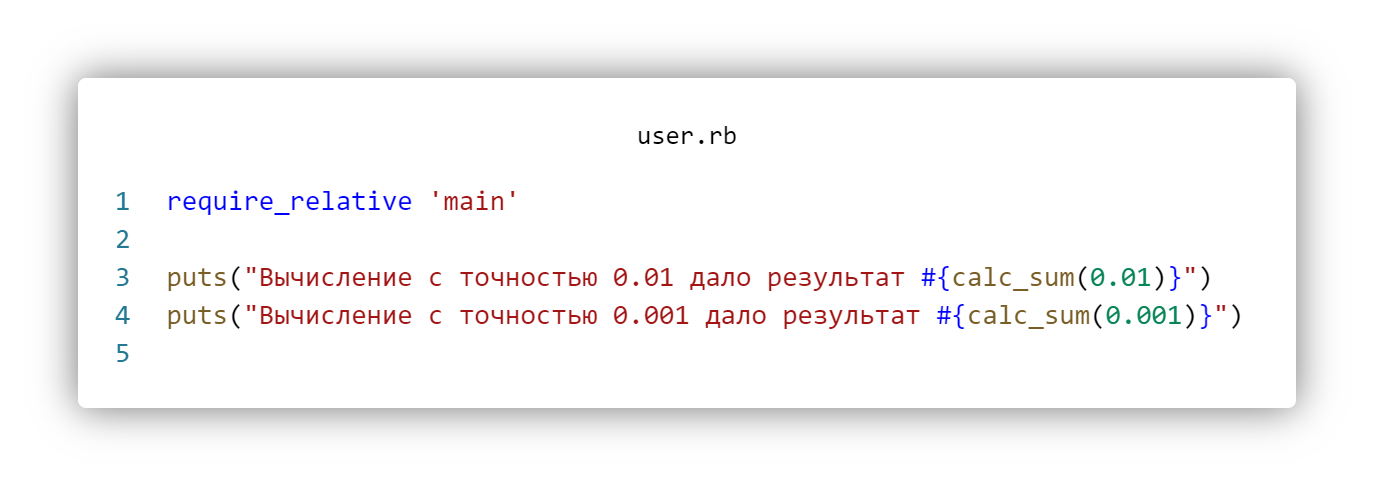 user.rb
1 require_relative 'main'
2
3 puts("Вычисление с точностью 0.01 дало результат #{calc_sum(0.01)}")
4 puts("Вычисление с точностью 0.001 дало результат #{calc_sum(0.001)}")
5